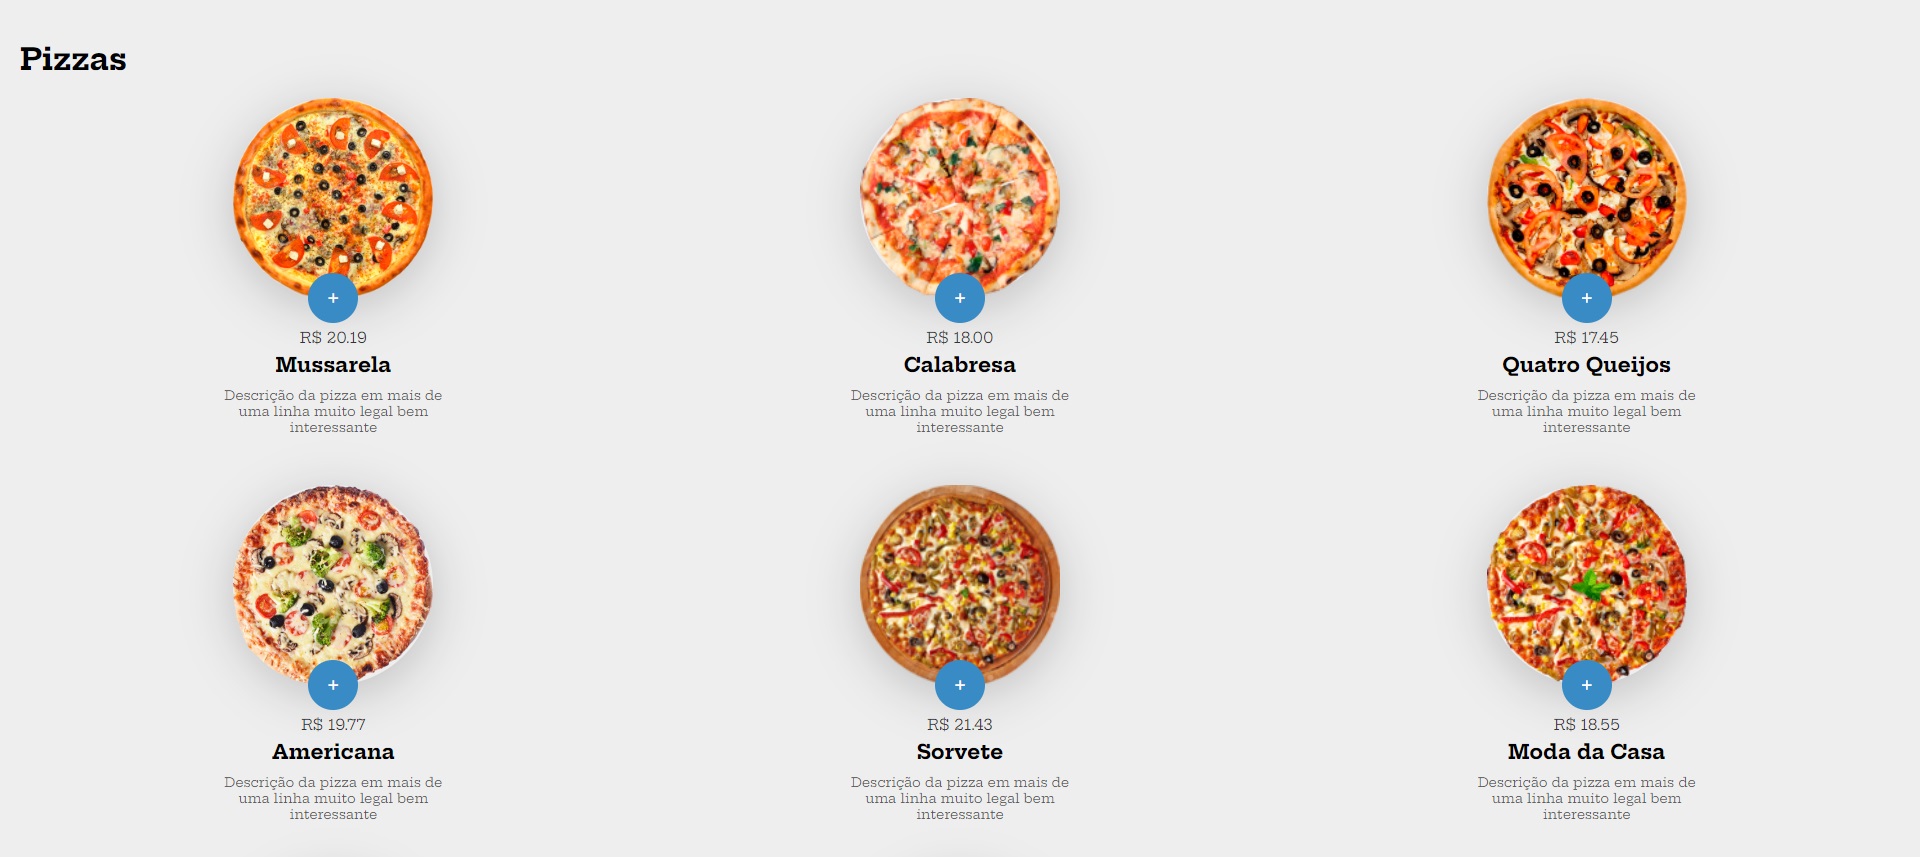 Pizzas
+
+
+
R$ 20.19
R$ 18.00
R$ 17.45
Mussarela
Calabresa
Quatro Queijos
Descrição da pizza em mais de
uma linha muito legal bem
interessante
Descrição da pizza em mais de
uma linha muito legal bem
interessante
Descrição da pizza em mais de
uma linha muito legal bem
interessante
+
+
+
R$ 19.77
R$ 21.43
R$ 18.55
Americana
Sorvete
Moda da Casa
Descrição da pizza em mais de
uma linha muito legal bem
interessante
Descrição da pizza em mais de
uma linha muito legal bem
interessante
Descrição da pizza em mais de
uma linha muito legal bem
interessante